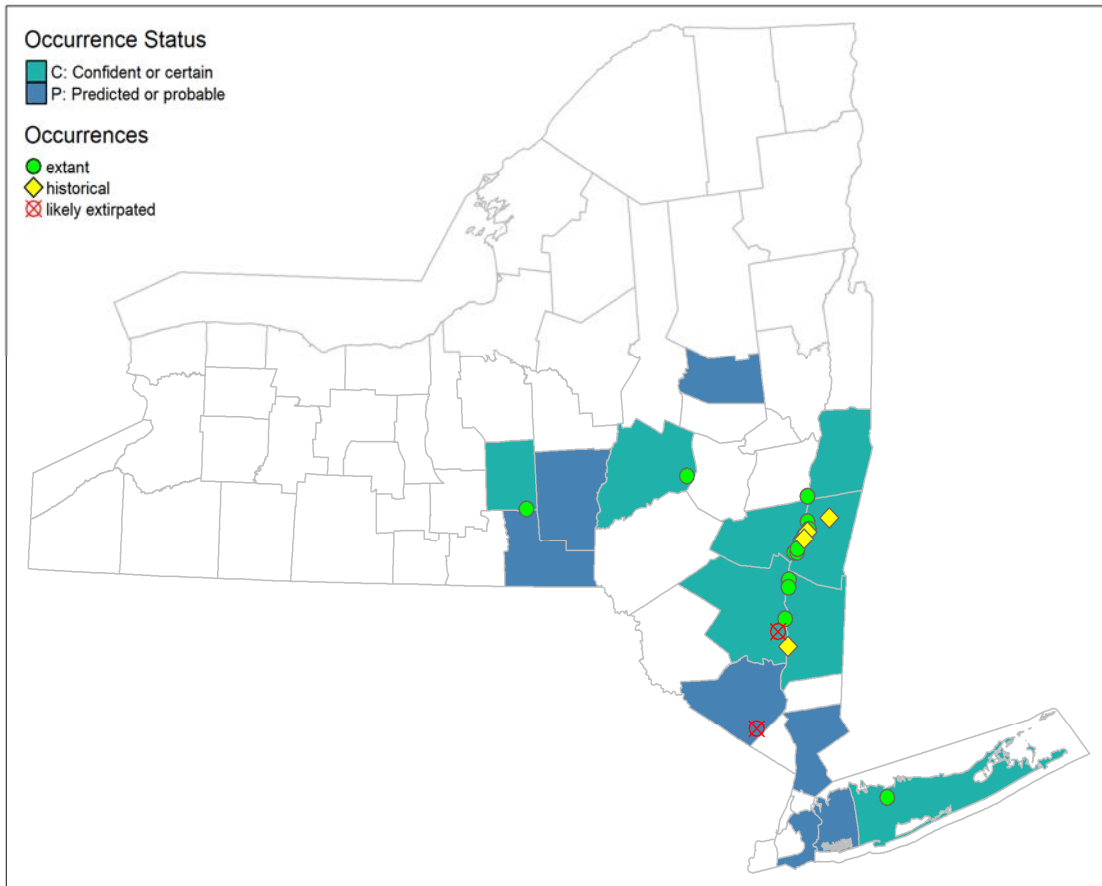 Occurrence Status
C: Confident or certain
P: Predicted or probable
Occurrences
extant
historical
likely extirpated